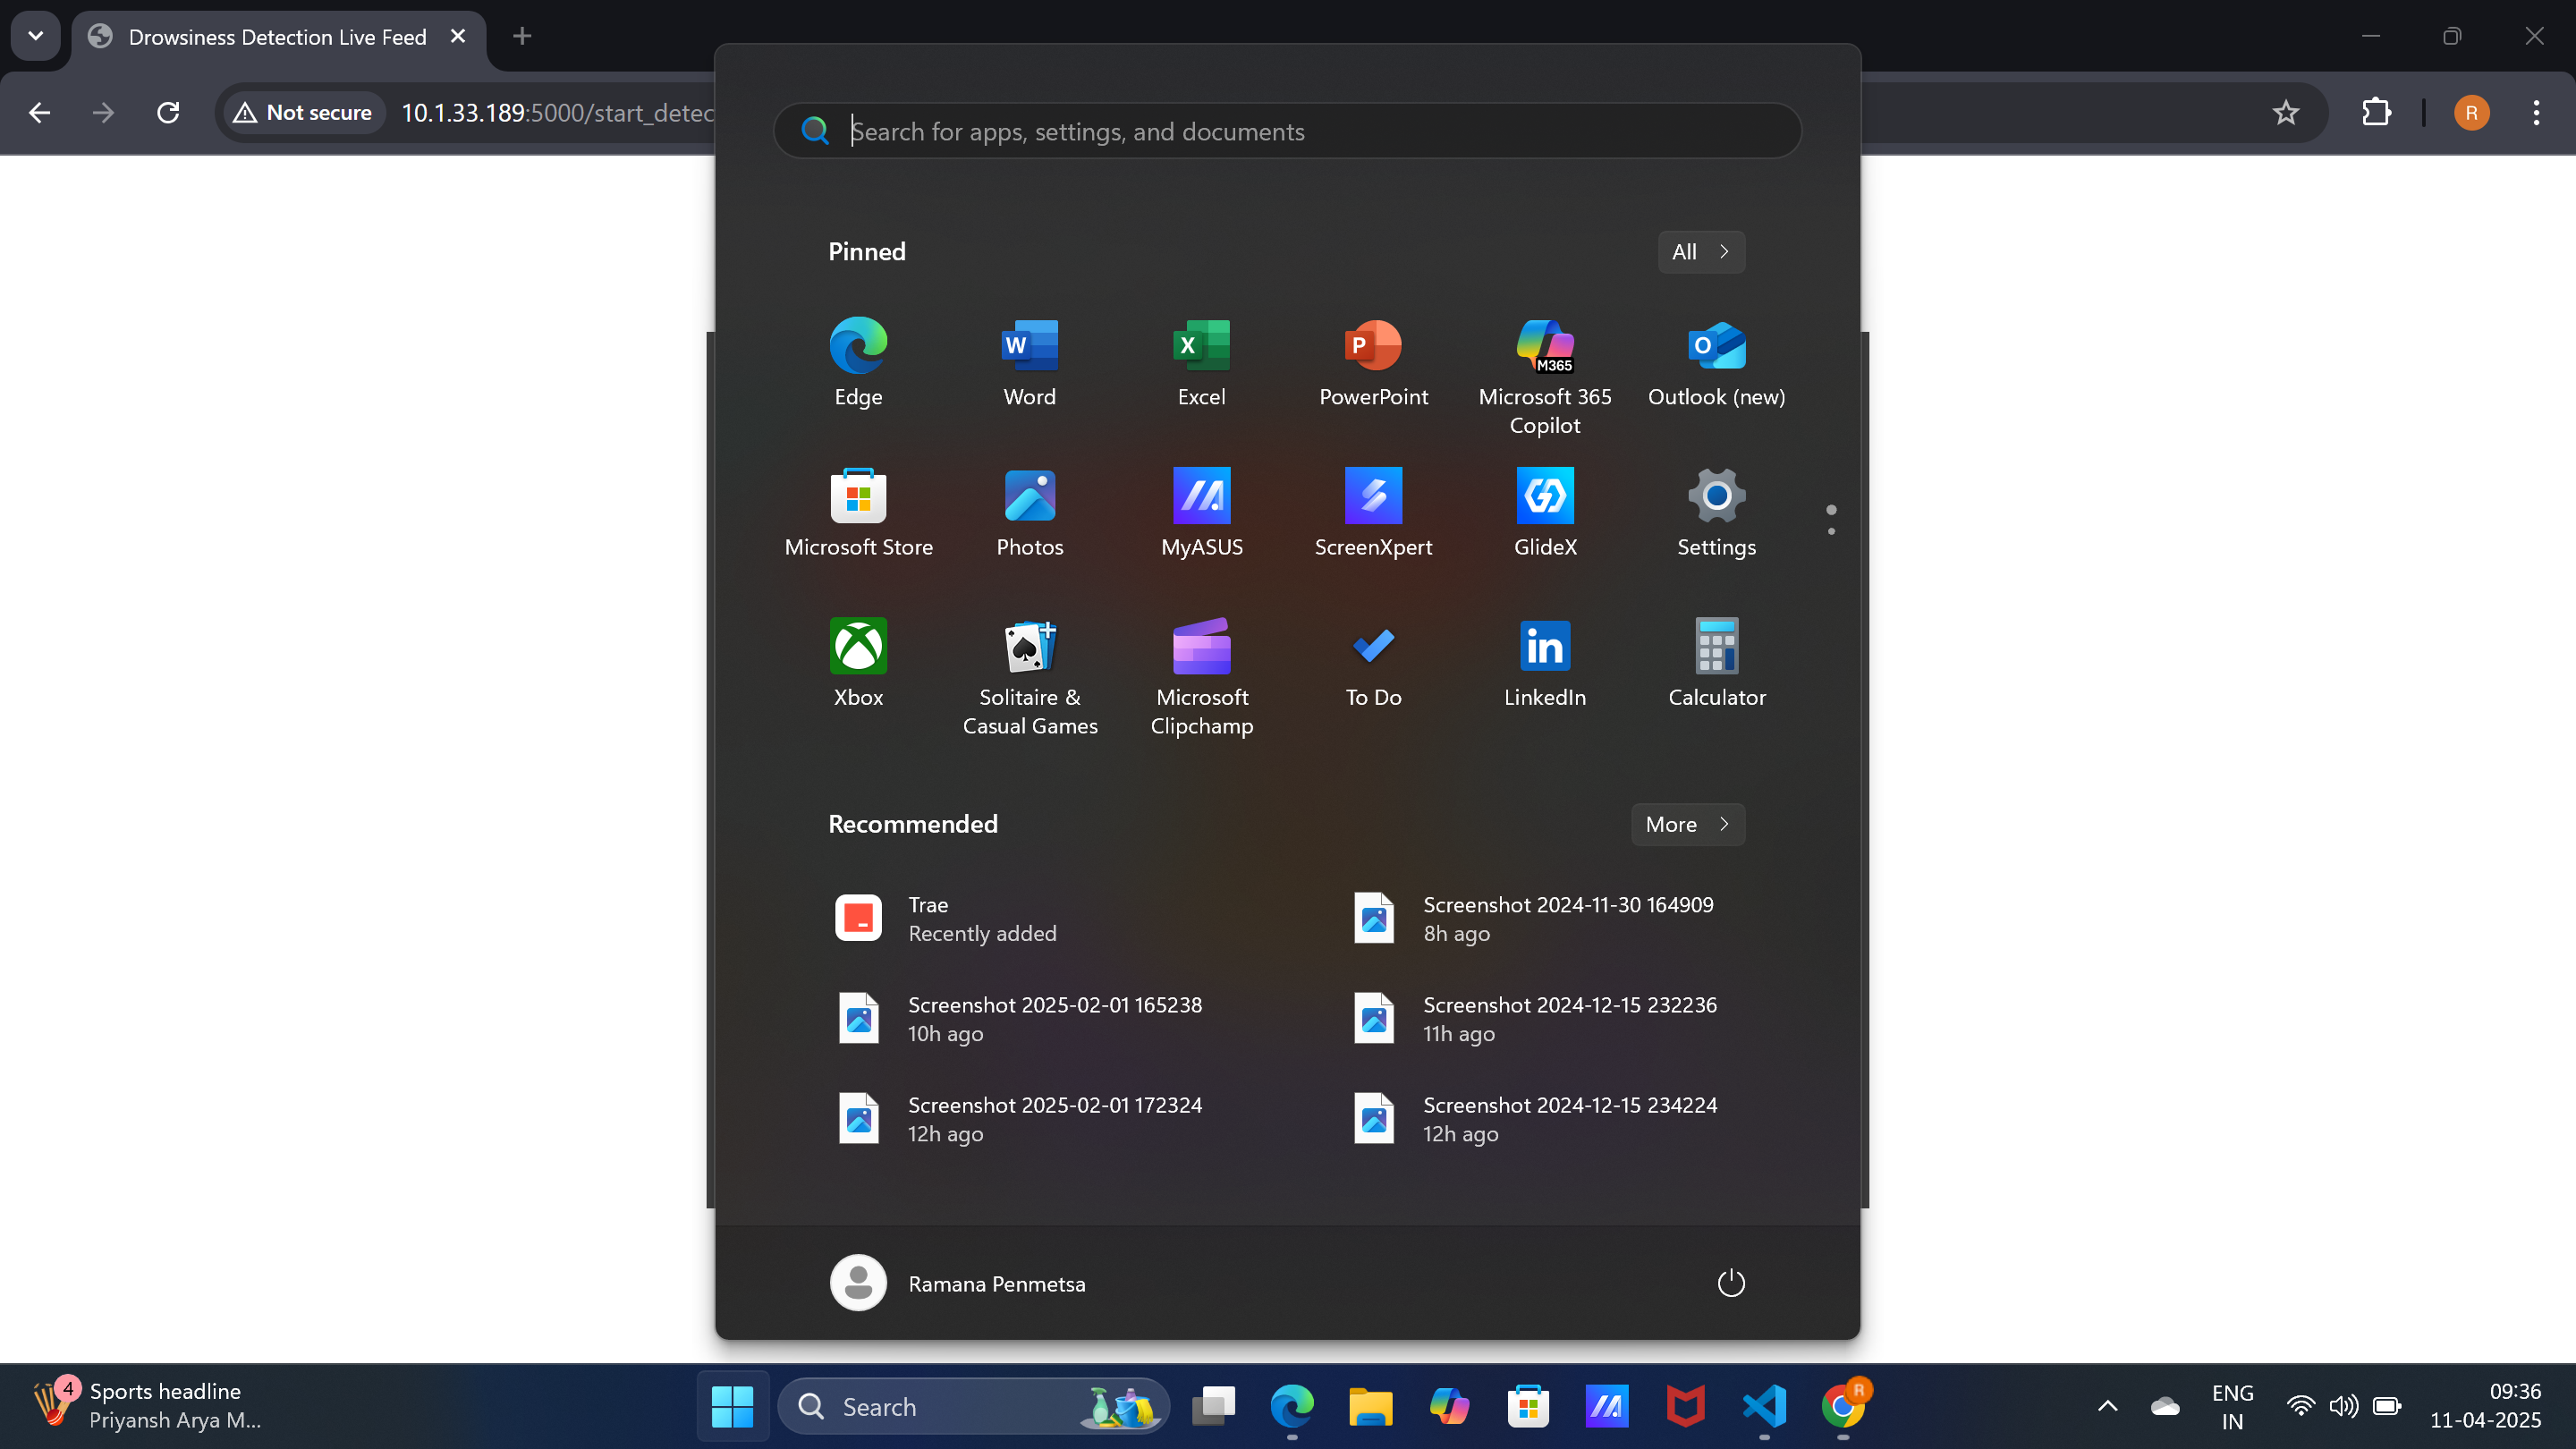 Drowsiness Detection Live Feed
Not secure
10.1.33.189:5000/start_detec
R
Search for apps, settings, and documents
Pinned
All
W
X
P
M365
O
Edge
Word
Excel
PowerPoint
Microsoft 365
Copilot
Outlook (new)
Microsoft Store
Photos
MyASUS
ScreenXpert
GlideX
Settings
in
Xbox
Solitaire &
Casual Games
Microsoft
Clipchamp
To Do
LinkedIn
Calculator
Recommended
More
Trae
Recently added
Screenshot 2024-11-30 164909
8h ago
Screenshot 2025-02-01 165238
10h ago
Screenshot 2024-12-15 232236
11h ago
Screenshot 2025-02-01 172324
12h ago
Screenshot 2024-12-15 234224
12h ago
Ramana Penmetsa
4
Sports headline
Priyansh Arya M...
Search
R
ENG
IN
09:36
11-04-2025